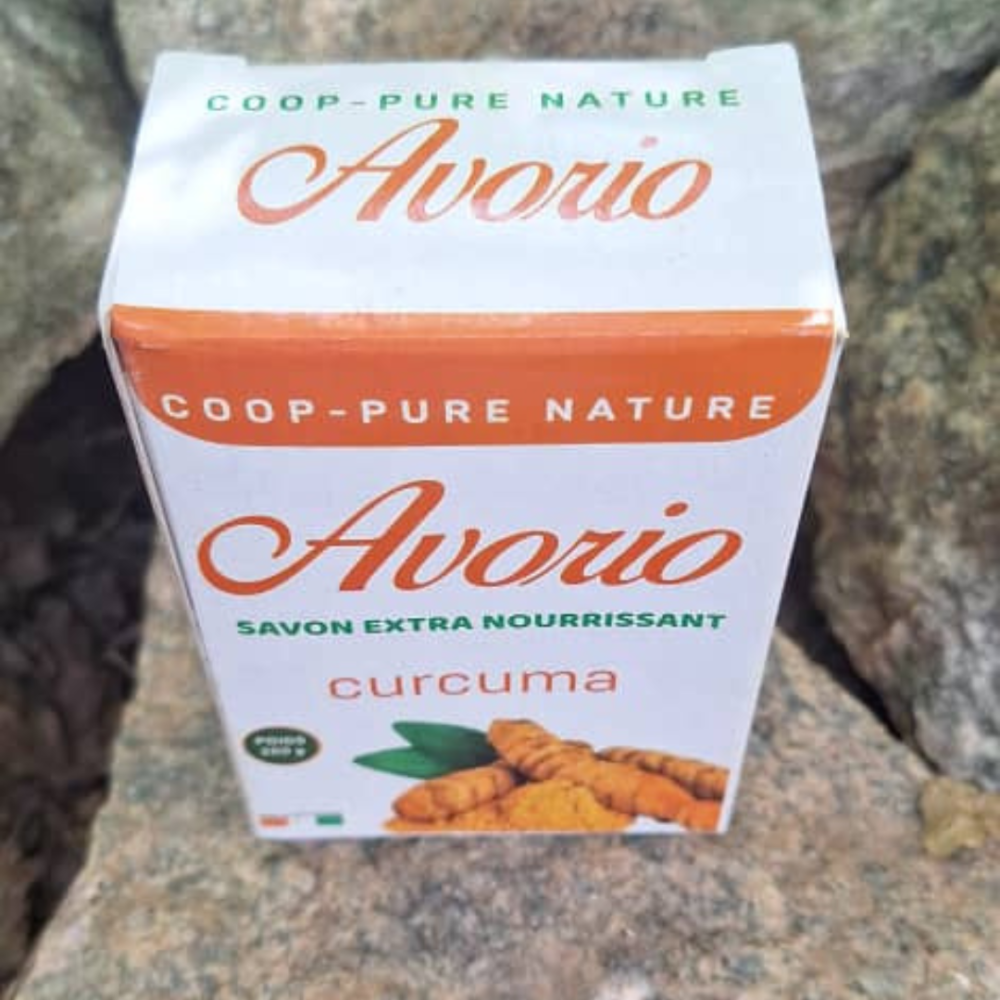 COOP-PURE NATURE
Avorio
COOP-PURE NATURE
Avorio
SAVON EXTRA NOURRISSANT
curcuma
POIDS